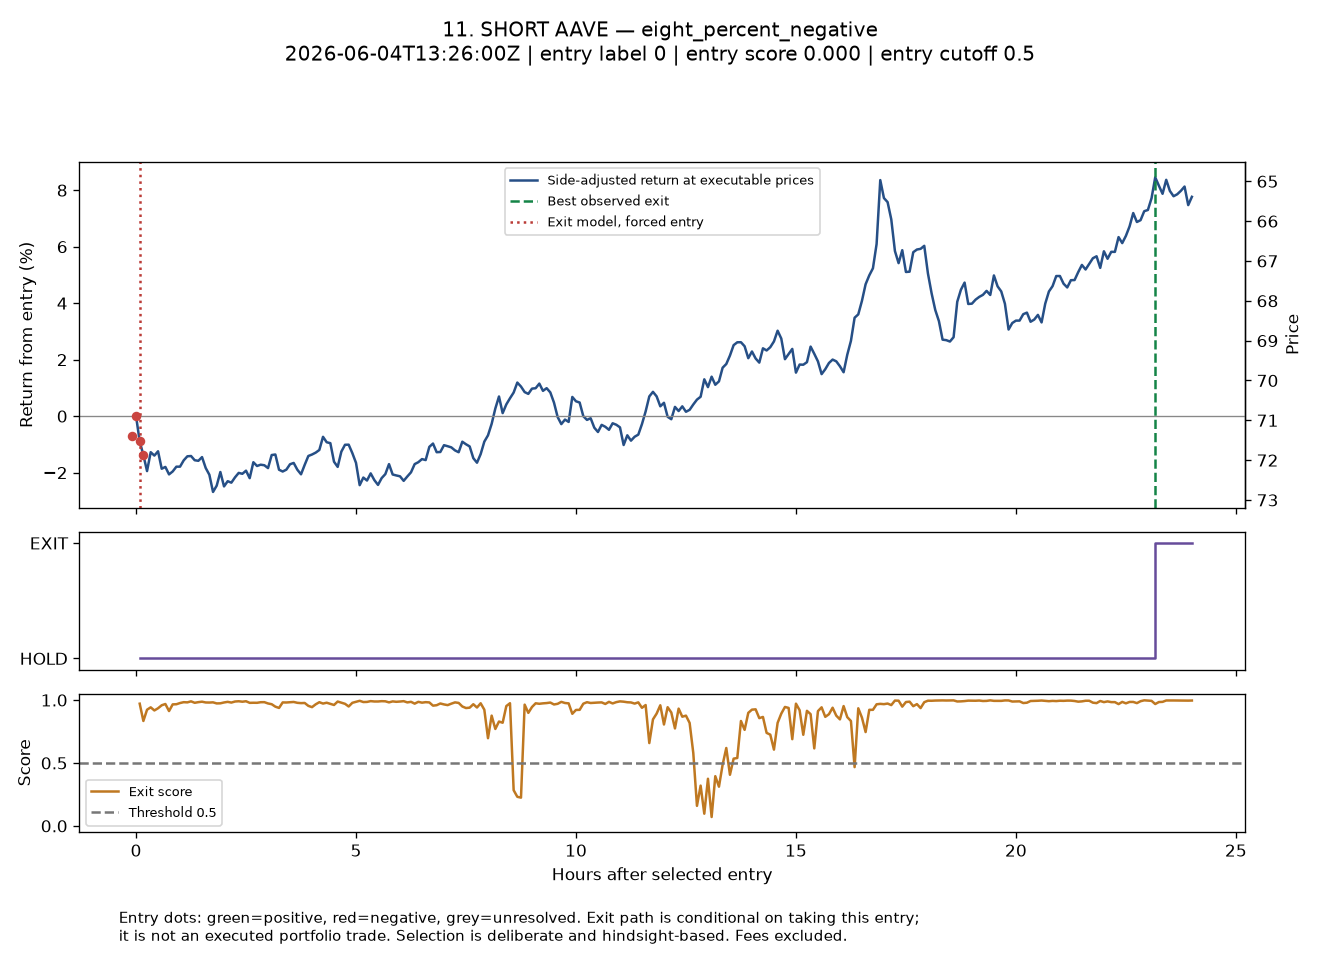 11. SHORT AAVE — eight_percent_negative
2026-06-04T13:26:00Z | entry label 0 | entry score 0.000 | entry cutoff 0.5
Side-adjusted return at executable prices
Best observed exit
Exit model, forced entry
Return from entry (%)
8
6
4
2
0
−2
65
66
67
68
69
70
71
72
73
Price
EXIT
HOLD
Score
1.0
0.5
0.0
Exit score
Threshold 0.5
0
5
10
15
20
25
Hours after selected entry
Entry dots: green=positive, red=negative, grey=unresolved. Exit path is conditional on taking this entry;
it is not an executed portfolio trade. Selection is deliberate and hindsight-based. Fees excluded.